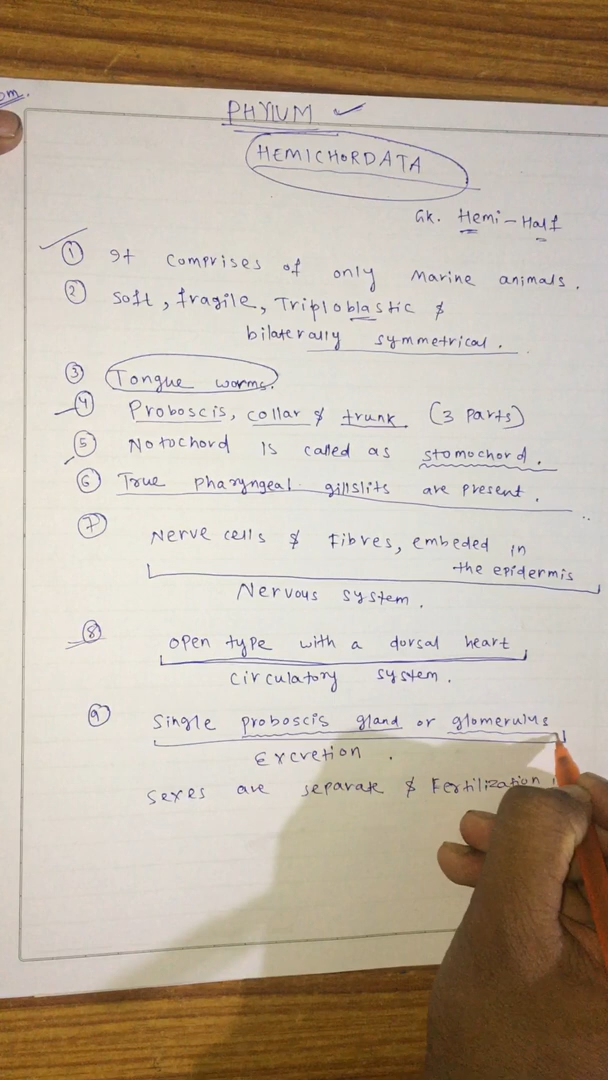 om.
PHYLUM
HEMICHORDATA
Gk. Hemi - Half
① It comprises of only marine animals.
② Soft, fragile, Triploblastic &
bilaterally symmetrical.
③ Tongue worms.
④ Proboscis, collar & trunk. (3 parts)
⑤ Notochord is called as stomochord.
⑥ True pharyngeal gillslits are present.
⑦ Nerve cells & Fibres, embeded in
the epidermis
Nervous system.
⑧ open type with a dorsal heart
circulatory system.
⑨ Single proboscis gland or glomerulus
Excretion.
Sexes are separate & Fertilization